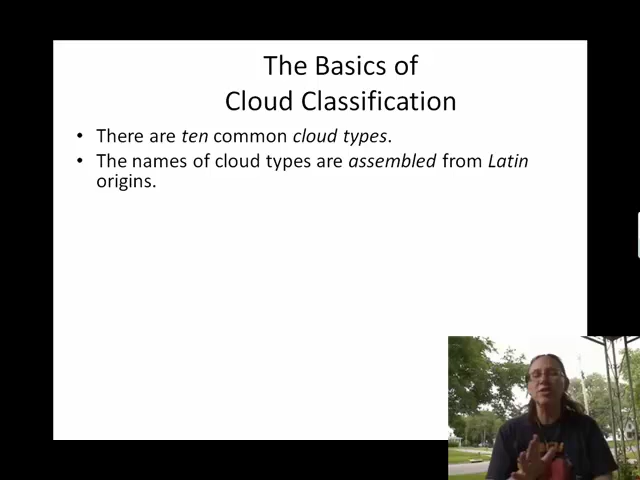 The Basics of
Cloud Classification
• There are ten common cloud types.
• The names of cloud types are assembled from Latin
origins.